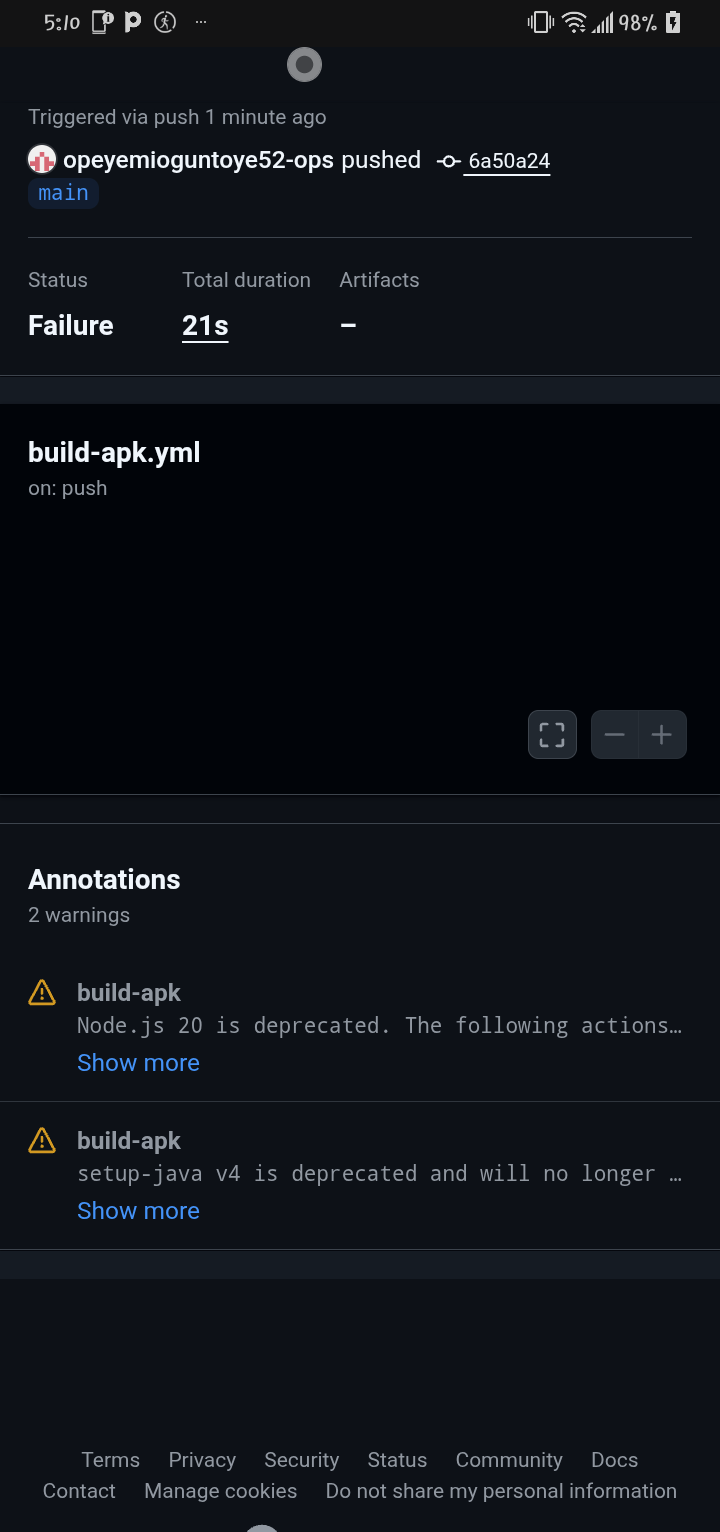 5:10 ... 98%
Triggered via push 1 minute ago
opeyemioguntoye52-ops pushed 6a50a24
main
Status Total duration Artifacts
Failure 21s –
build-apk.yml
on: push
Annotations
2 warnings
build-apk
Node.js 20 is deprecated. The following actions…
Show more
build-apk
setup-java v4 is deprecated and will no longer …
Show more
Terms Privacy Security Status Community Docs
Contact Manage cookies Do not share my personal information